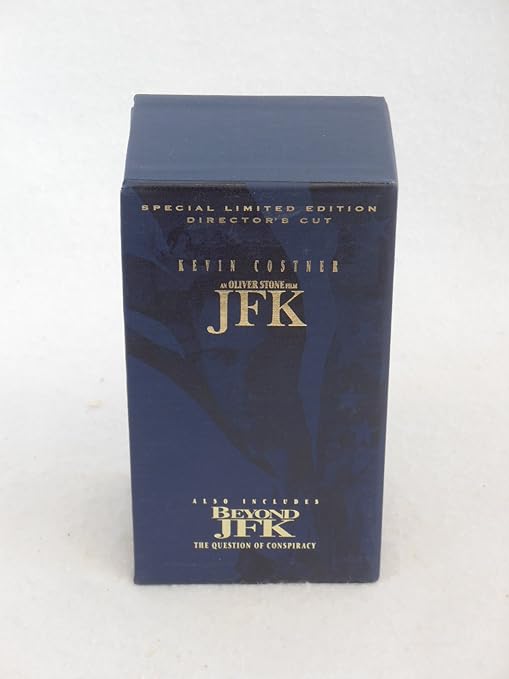 SPECIAL LIMITED EDITION
DIRECTOR'S CUT
KEVIN COSTNER
AN OLIVER STONE FILM
JFK
ALSO INCLUDES
BEYOND
JFK
THE QUESTION OF CONSPIRACY